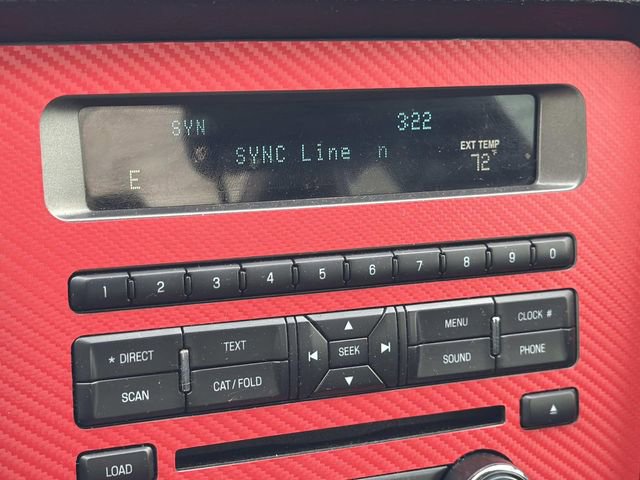 SYN 3:22
SYNC Line n
EXT TEMP
E 72°F
1 2 3 4 5 6 7 8 9 0
* DIRECT TEXT SEEK MENU CLOCK #
SCAN CAT/FOLD SOUND PHONE
LOAD